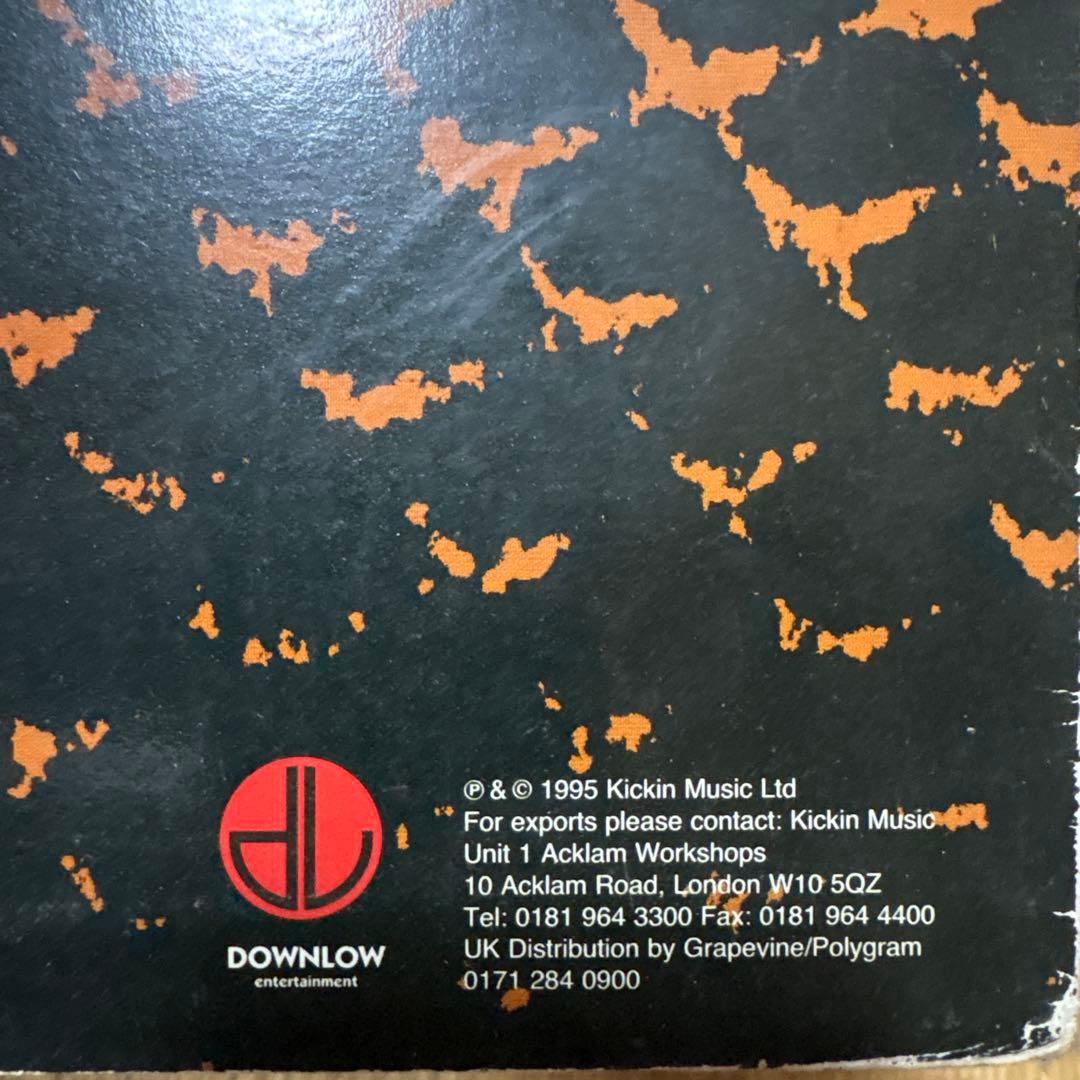 ℗ & © 1995 Kickin Music Ltd
For exports please contact: Kickin Music
Unit 1 Acklam Workshops
10 Acklam Road, London W10 5QZ
Tel: 0181 964 3300 Fax: 0181 964 4400
UK Distribution by Grapevine/Polygram
0171 284 0900
dL
DOWNLOW
entertainment